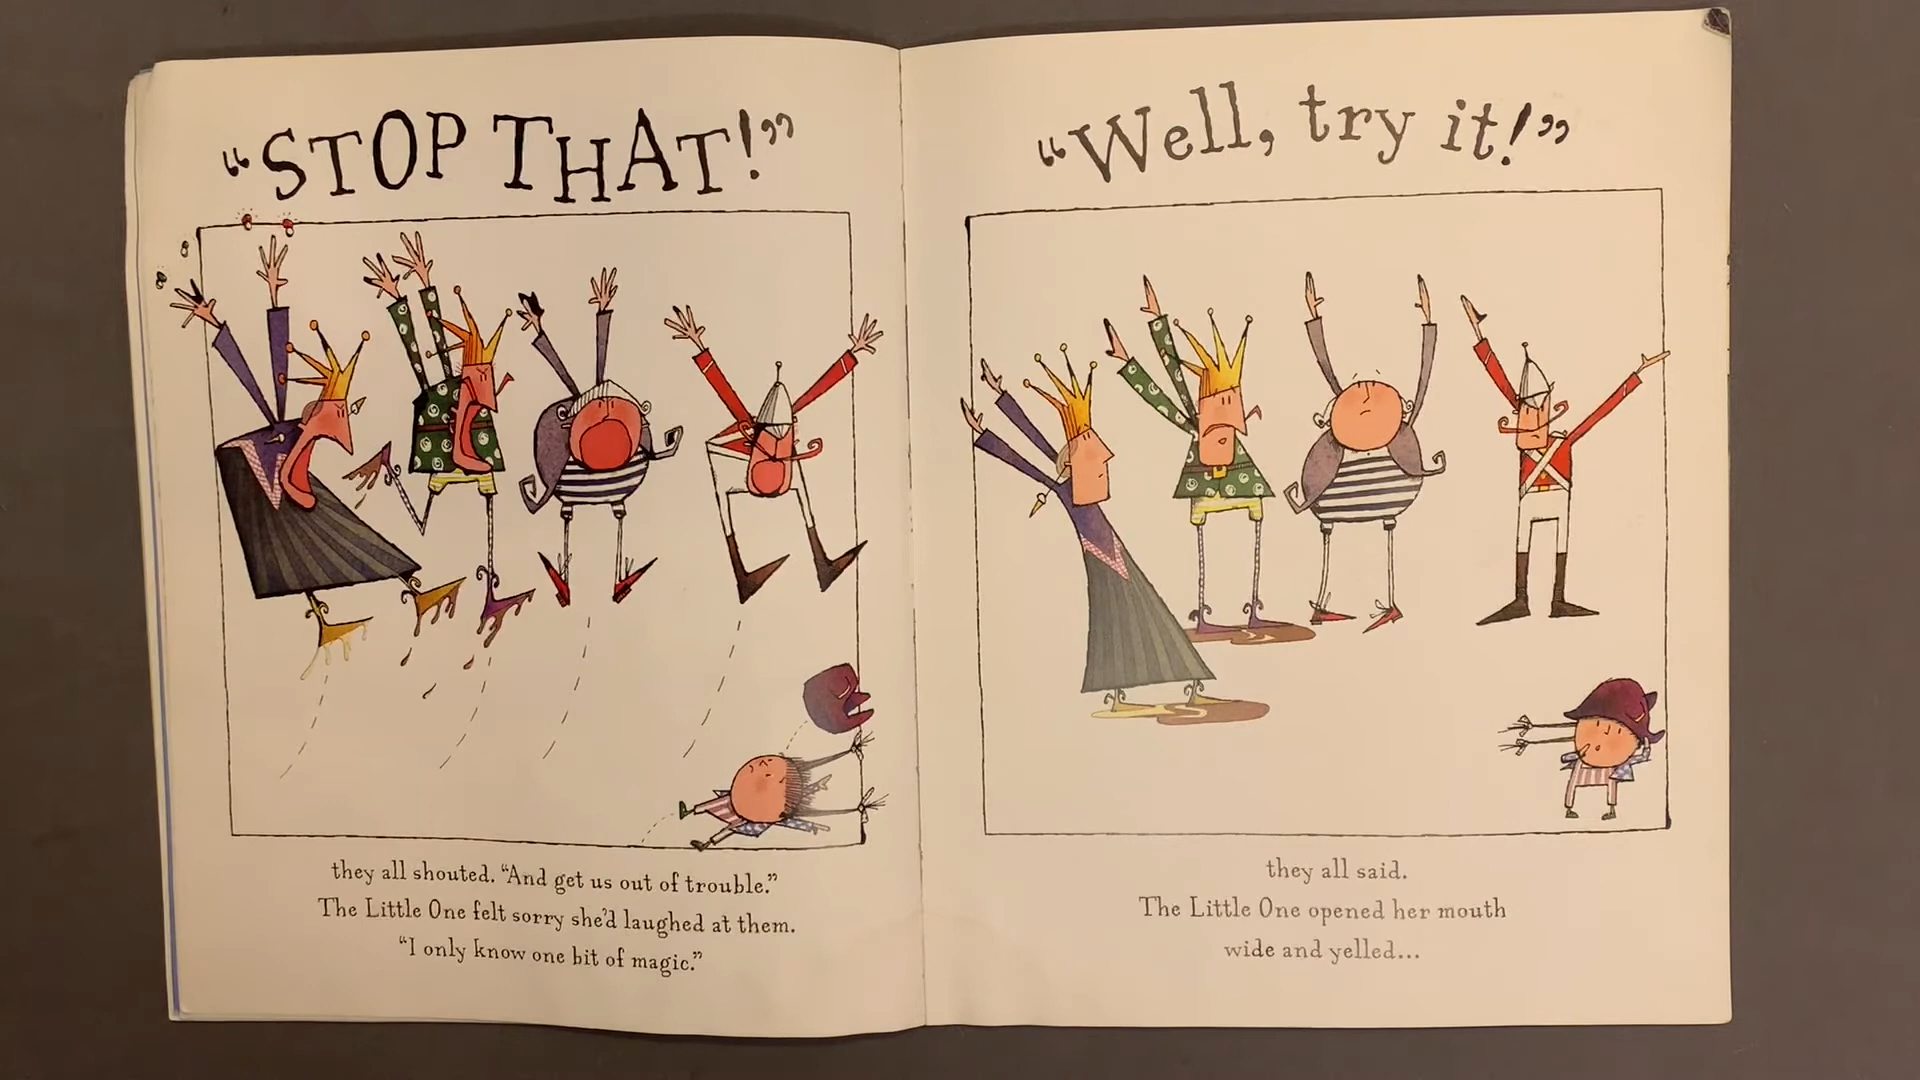 “STOP THAT!”
they all shouted. “And get us out of trouble.”
The Little One felt sorry she’d laughed at them.
“I only know one bit of magic.”
“Well, try it!”
they all said.
The Little One opened her mouth
wide and yelled...